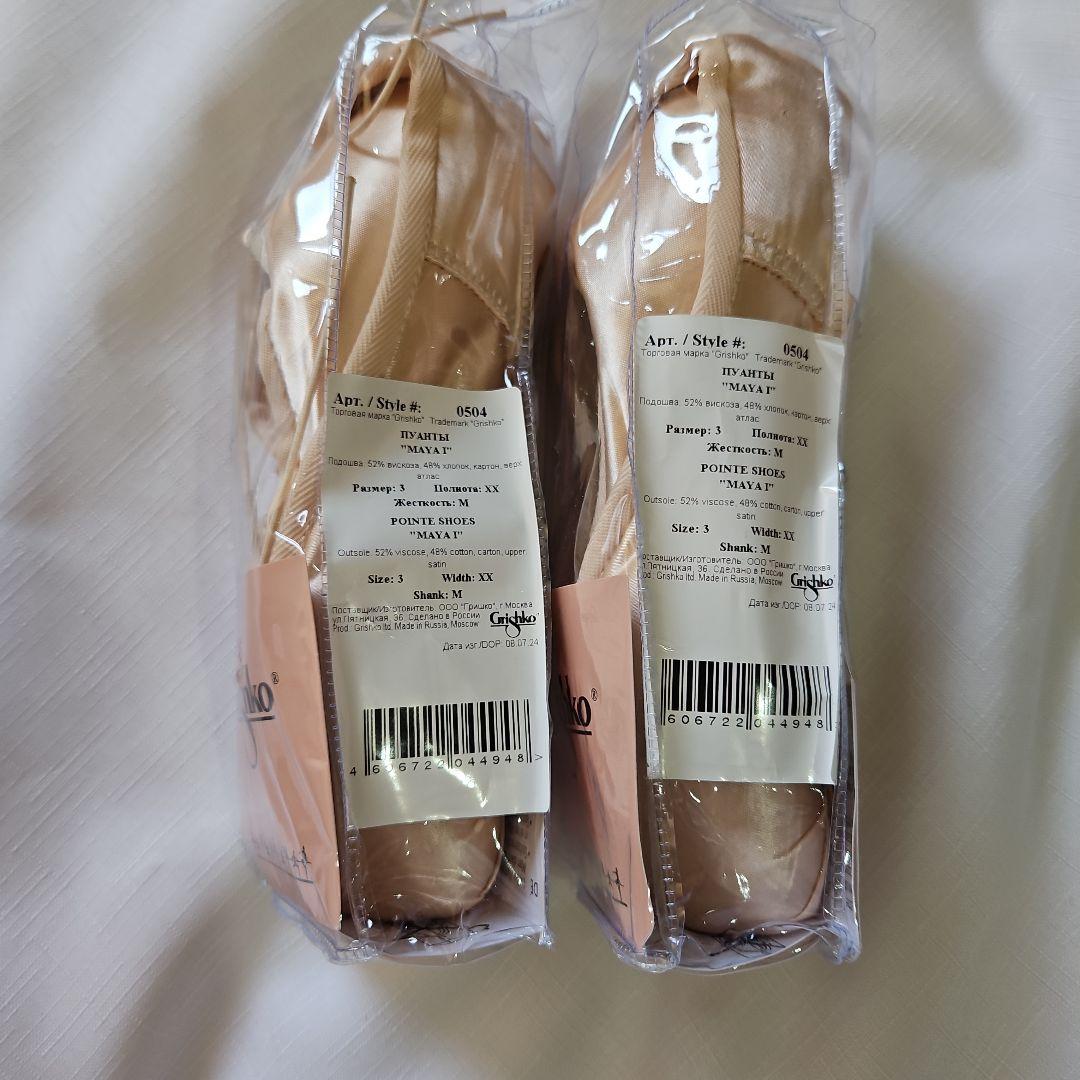 Арт. / Style #: 0504
Торговая марка "Grishko" Trademark "Grishko"
ПУАНТЫ
"MAYA I"
Подошва: 52% вискоза, 48% хлопок, картон, верх:
атлас
Размер: 3 Полнота: XX
Жесткость: М
POINTE SHOES
"MAYA I"
Outsole: 52% viscose, 48% cotton, carton, upper:
satin
Size: 3 Width: XX
Shank: M
Поставщик/Изготовитель: ООО "Гришко", г.Москва
ул.Пятницкая, 36. Сделано в России
Prod.: Grishko ltd. Made in Russia, Moscow
Grishko
Дата изг./DOP: 08.07.24
4 606722 044948 >
hko®
Арт. / Style #: 0504
Торговая марка "Grishko" Trademark "Grishko"
ПУАНТЫ
"MAYA I"
Подошва: 52% вискоза, 48% хлопок, картон, верх:
атлас
Размер: 3 Полнота: XX
Жесткость: М
POINTE SHOES
"MAYA I"
Outsole: 52% viscose, 48% cotton, carton, upper:
satin
Size: 3 Width: XX
Shank: M
оставщик/Изготовитель: ООО "Гришко", г.Москва
л.Пятницкая, 36. Сделано в России
od.: Grishko ltd. Made in Russia, Moscow
Grishko
Дата изг./DOP: 08.07.24
606722 044948
ko®